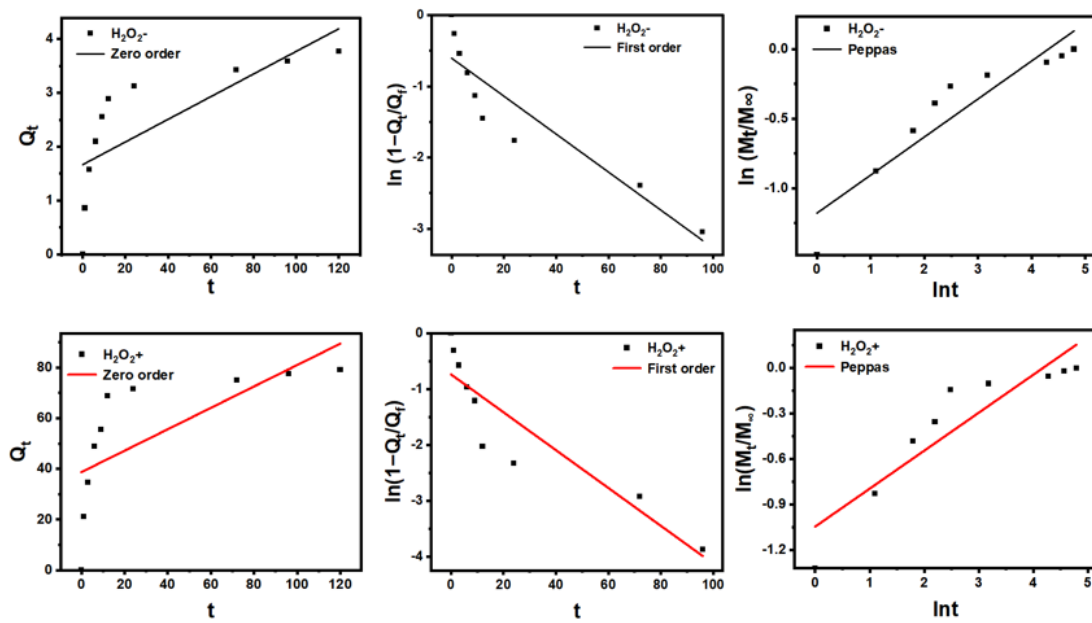 H₂O₂-
Zero order
4
3
2
1
0
0 20 40 60 80 100 120
Qt
t
H₂O₂-
First order
0
-1
-2
-3
0 20 40 60 80 100
ln (1−Qt/Qf)
t
H₂O₂-
Peppas
0.0
-0.5
-1.0
0 1 2 3 4 5
ln (Mt/M∞)
lnt
H₂O₂+
Zero order
80
60
40
20
0
0 20 40 60 80 100 120
Qt
t
H₂O₂+
First order
0
-1
-2
-3
-4
0 20 40 60 80 100
ln(1−Qt/Qf)
t
H₂O₂+
Peppas
0.0
-0.3
-0.6
-0.9
-1.2
0 1 2 3 4 5
ln(Mt/M∞)
lnt